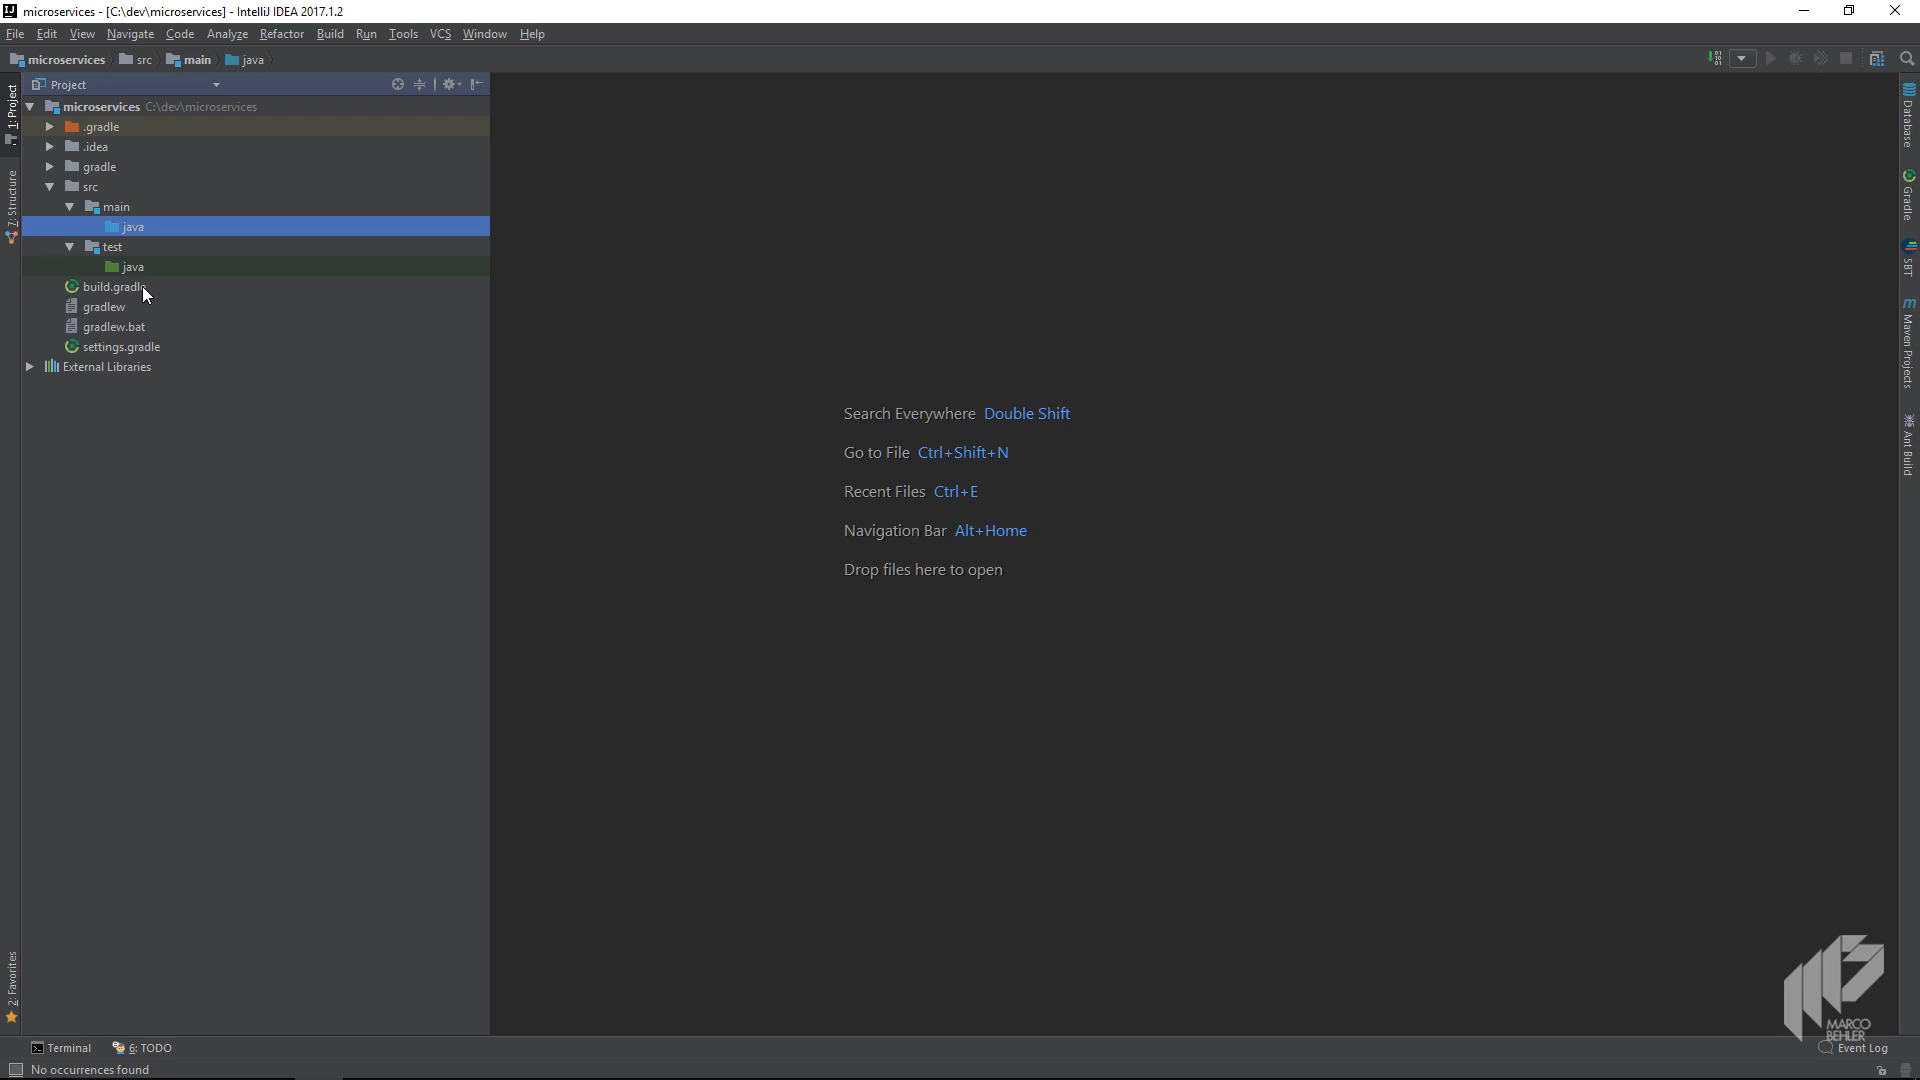 microservices - [C:\dev\microservices] - IntelliJ IDEA 2017.1.2
File Edit View Navigate Code Analyze Refactor Build Run Tools VCS Window Help
microservices src main java
Project
microservices C:\dev\microservices
.gradle
.idea
gradle
src
main
java
test
java
build.gradle
gradlew
gradlew.bat
settings.gradle
External Libraries
1: Project
7: Structure
2: Favorites
Search Everywhere Double Shift
Go to File Ctrl+Shift+N
Recent Files Ctrl+E
Navigation Bar Alt+Home
Drop files here to open
Database
Gradle
SBT
Maven Projects
Ant Build
MARCO
BEHLER
Terminal 6: TODO Event Log
No occurrences found